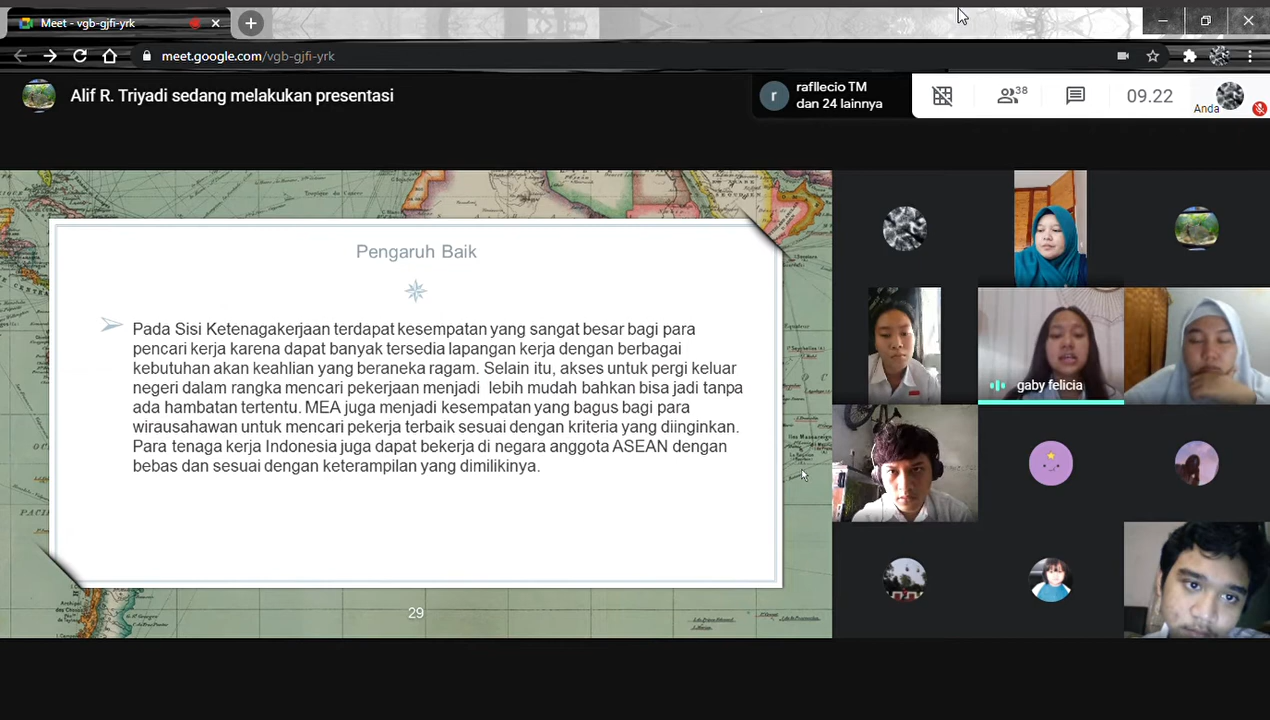 Meet - vgb-gjfi-yrk
meet.google.com/vgb-gjfi-yrk
Alif R. Triyadi sedang melakukan presentasi
r
rafllecio TM
dan 24 lainnya
38
09.22
Anda
Pengaruh Baik
Pada Sisi Ketenagakerjaan terdapat kesempatan yang sangat besar bagi para
pencari kerja karena dapat banyak tersedia lapangan kerja dengan berbagai
kebutuhan akan keahlian yang beraneka ragam. Selain itu, akses untuk pergi keluar
negeri dalam rangka mencari pekerjaan menjadi lebih mudah bahkan bisa jadi tanpa
ada hambatan tertentu. MEA juga menjadi kesempatan yang bagus bagi para
wirausahawan untuk mencari pekerja terbaik sesuai dengan kriteria yang diinginkan.
Para tenaga kerja Indonesia juga dapat bekerja di negara anggota ASEAN dengan
bebas dan sesuai dengan keterampilan yang dimilikinya.
29
gaby felicia